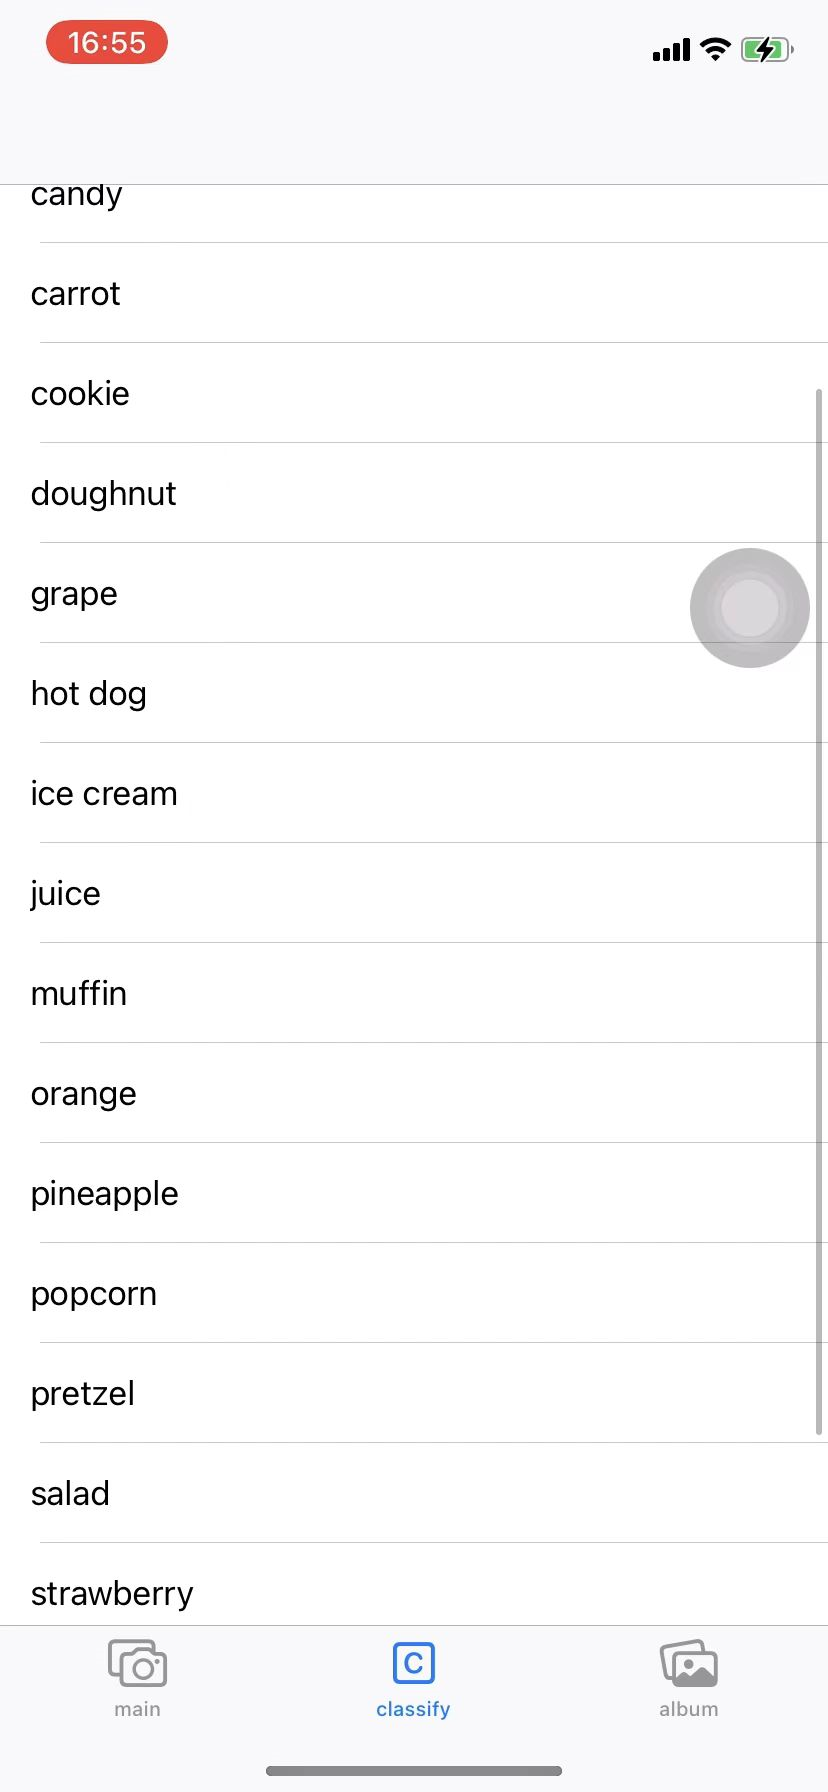 16:55
candy
carrot
cookie
doughnut
grape
hot dog
ice cream
juice
muffin
orange
pineapple
popcorn
pretzel
salad
strawberry
C
main
classify
album